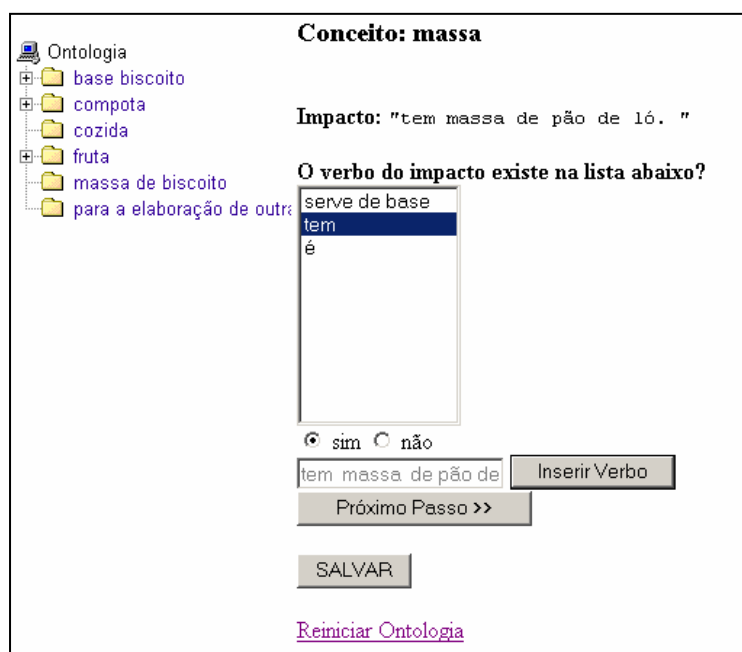 Conceito: massa
Ontologia
base biscoito
compota
cozida
fruta
massa de biscoito
para a elaboração de outra
Impacto: "tem massa de pão de ló. "
O verbo do impacto existe na lista abaixo?
serve de base
tem
é
sim não
tem massa de pão de
Inserir Verbo
Próximo Passo >>
SALVAR
Reiniciar Ontologia